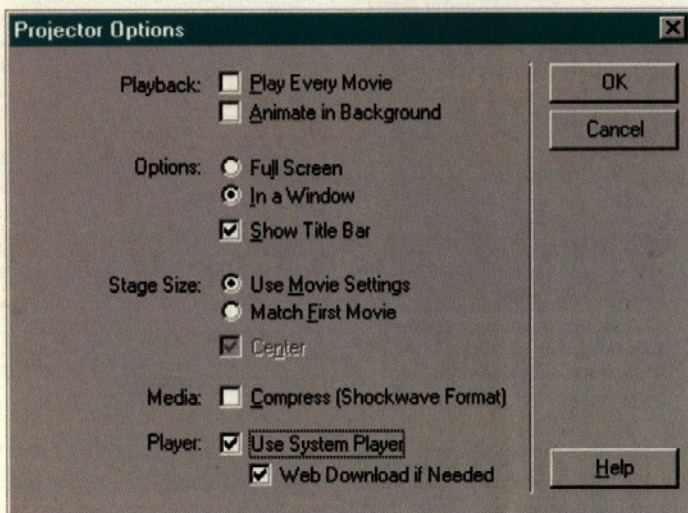 Projector Options
Playback: Play Every Movie
Animate in Background
OK
Cancel
Options: Full Screen
In a Window
Show Title Bar
Stage Size: Use Movie Settings
Match First Movie
Center
Media: Compress (Shockwave Format)
Player: Use System Player
Web Download if Needed
Help